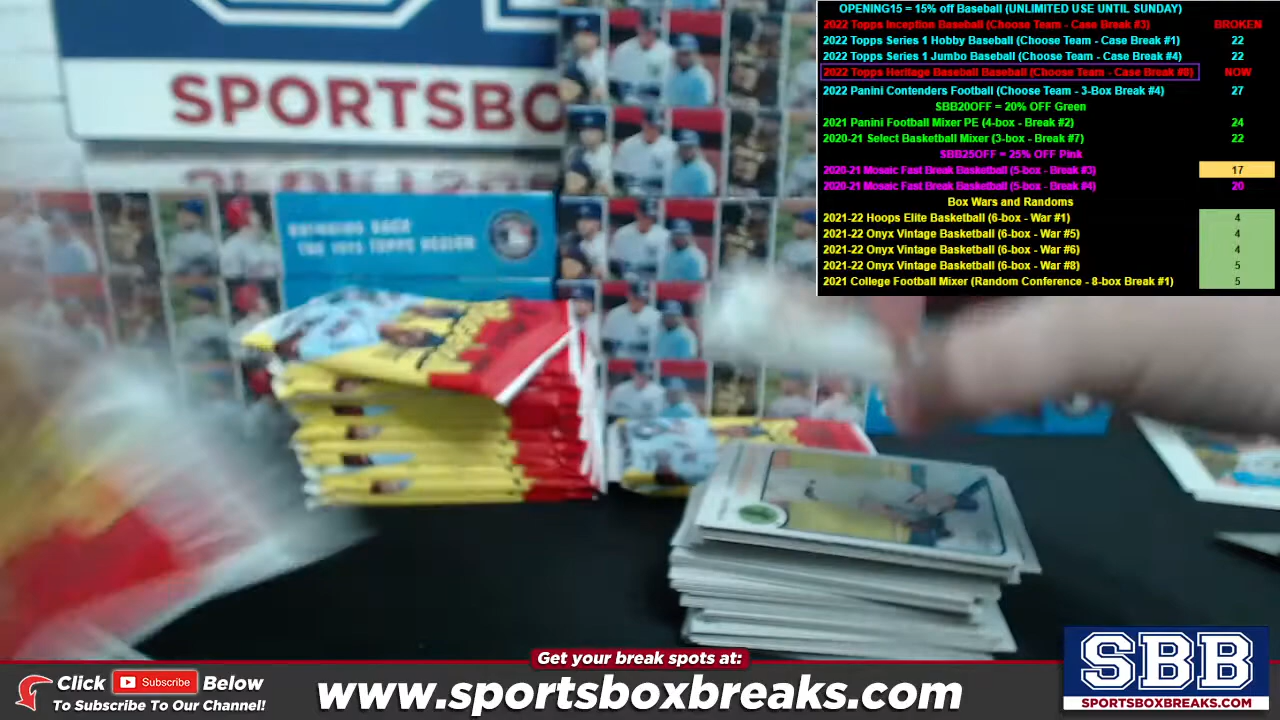 OPENING15 = 15% off Baseball (UNLIMITED USE UNTIL SUNDAY)
2022 Topps Inception Baseball (Choose Team - Case Break #3) BROKEN
2022 Topps Series 1 Hobby Baseball (Choose Team - Case Break #1) 22
2022 Topps Series 1 Jumbo Baseball (Choose Team - Case Break #4) 22
2022 Topps Heritage Baseball Baseball (Choose Team - Case Break #8) NOW
2022 Panini Contenders Football (Choose Team - 3-Box Break #4) 27
SBB20OFF = 20% OFF Green
2021 Panini Football Mixer PE (4-box - Break #2) 24
2020-21 Select Basketball Mixer (3-box - Break #7) 22
SBB25OFF = 25% OFF Pink
2020-21 Mosaic Fast Break Basketball (5-box - Break #3) 17
2020-21 Mosaic Fast Break Basketball (5-box - Break #4) 20
Box Wars and Randoms
2021-22 Hoops Elite Basketball (6-box - War #1) 4
2021-22 Onyx Vintage Basketball (6-box - War #5) 4
2021-22 Onyx Vintage Basketball (6-box - War #6) 4
2021-22 Onyx Vintage Basketball (6-box - War #8) 5
2021 College Football Mixer (Random Conference - 8-box Break #1) 5
SPORTSBO
THE 1973 TOPPS DESIGN
Get your break spots at:
Click Subscribe Below
To Subscribe To Our Channel!
www.sportsboxbreaks.com
SBB
SPORTSBOXBREAKS.COM